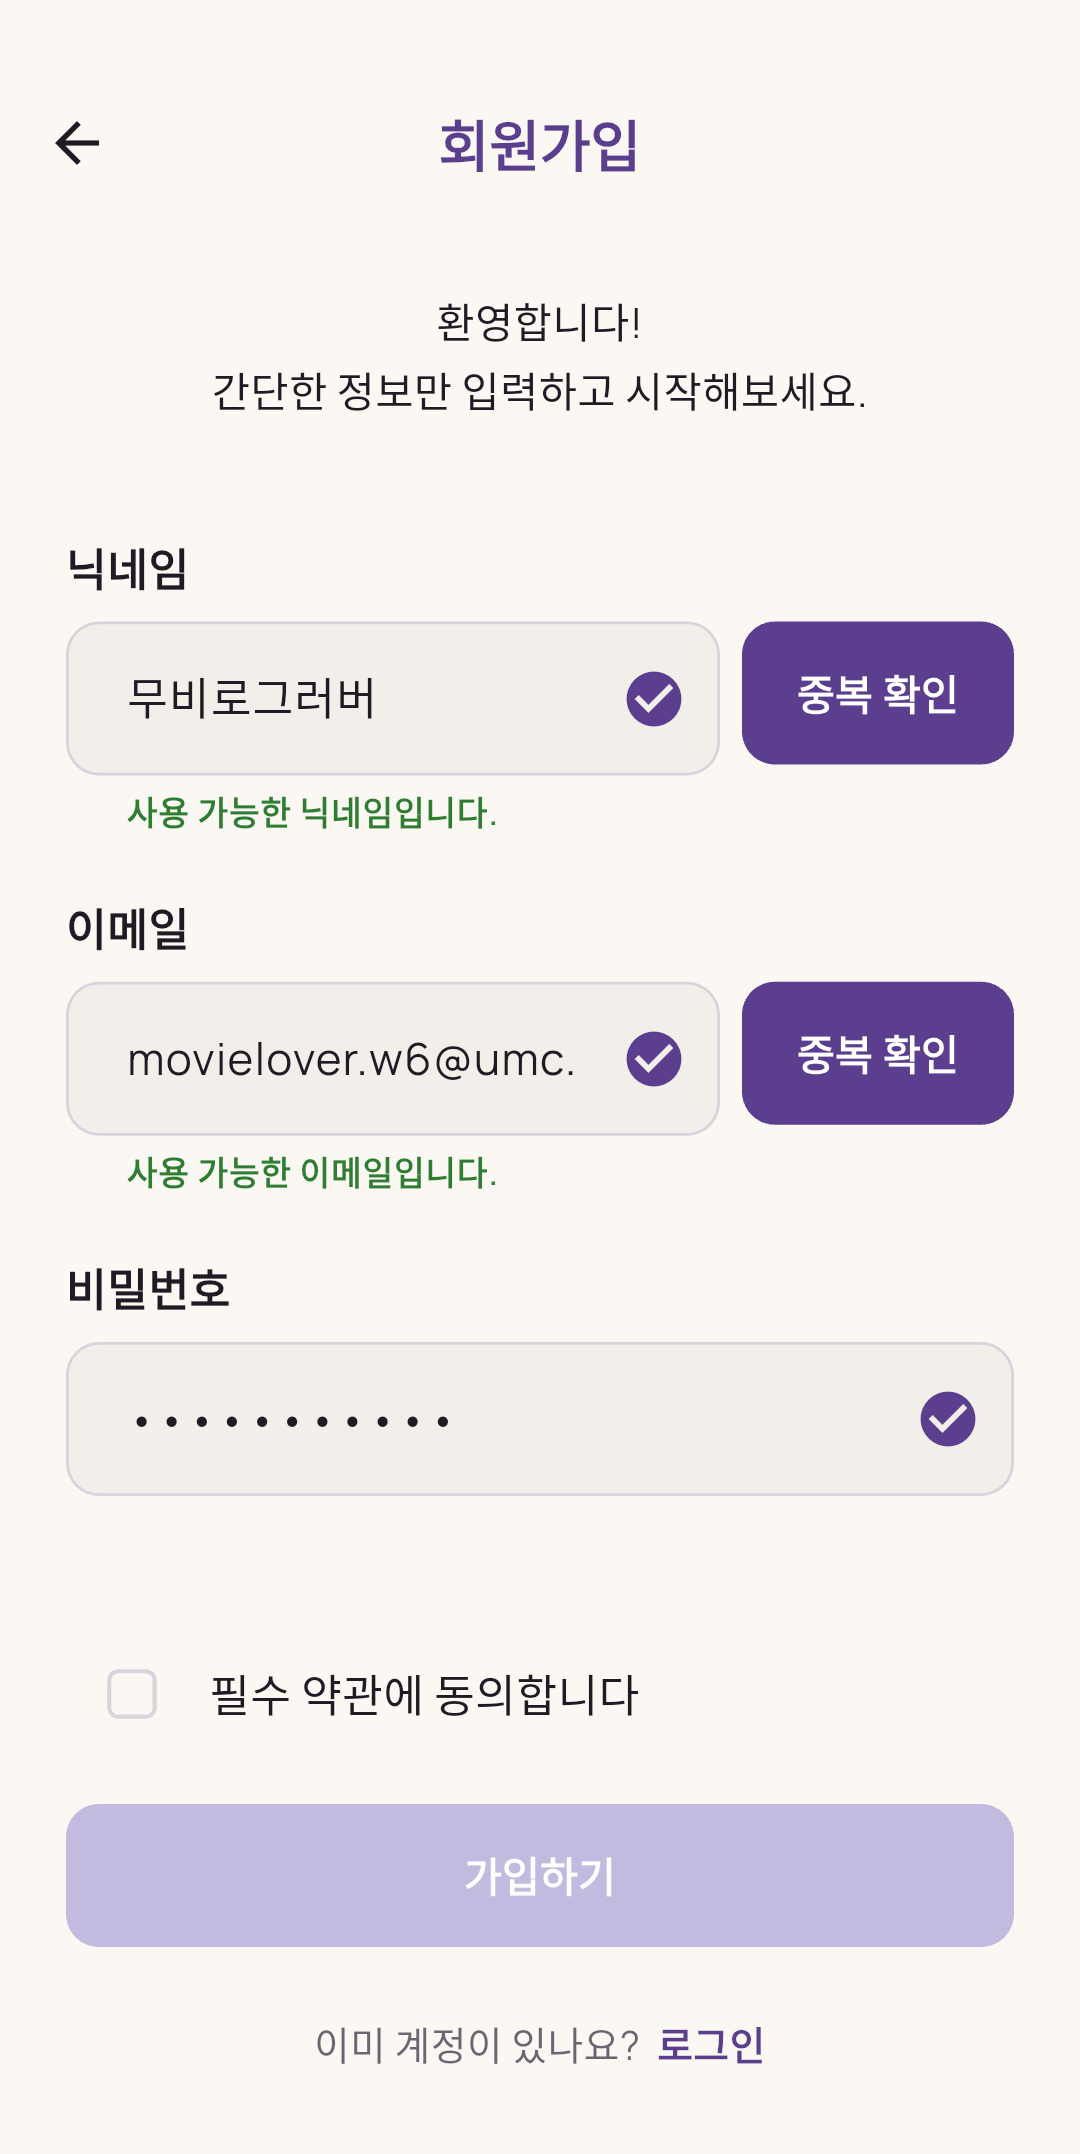 회원가입
환영합니다!
간단한 정보만 입력하고 시작해보세요.
닉네임
무비로그러버
중복 확인
사용 가능한 닉네임입니다.
이메일
movielover.w6@umc.
중복 확인
사용 가능한 이메일입니다.
비밀번호
•••••••••••
필수 약관에 동의합니다
가입하기
이미 계정이 있나요? 로그인